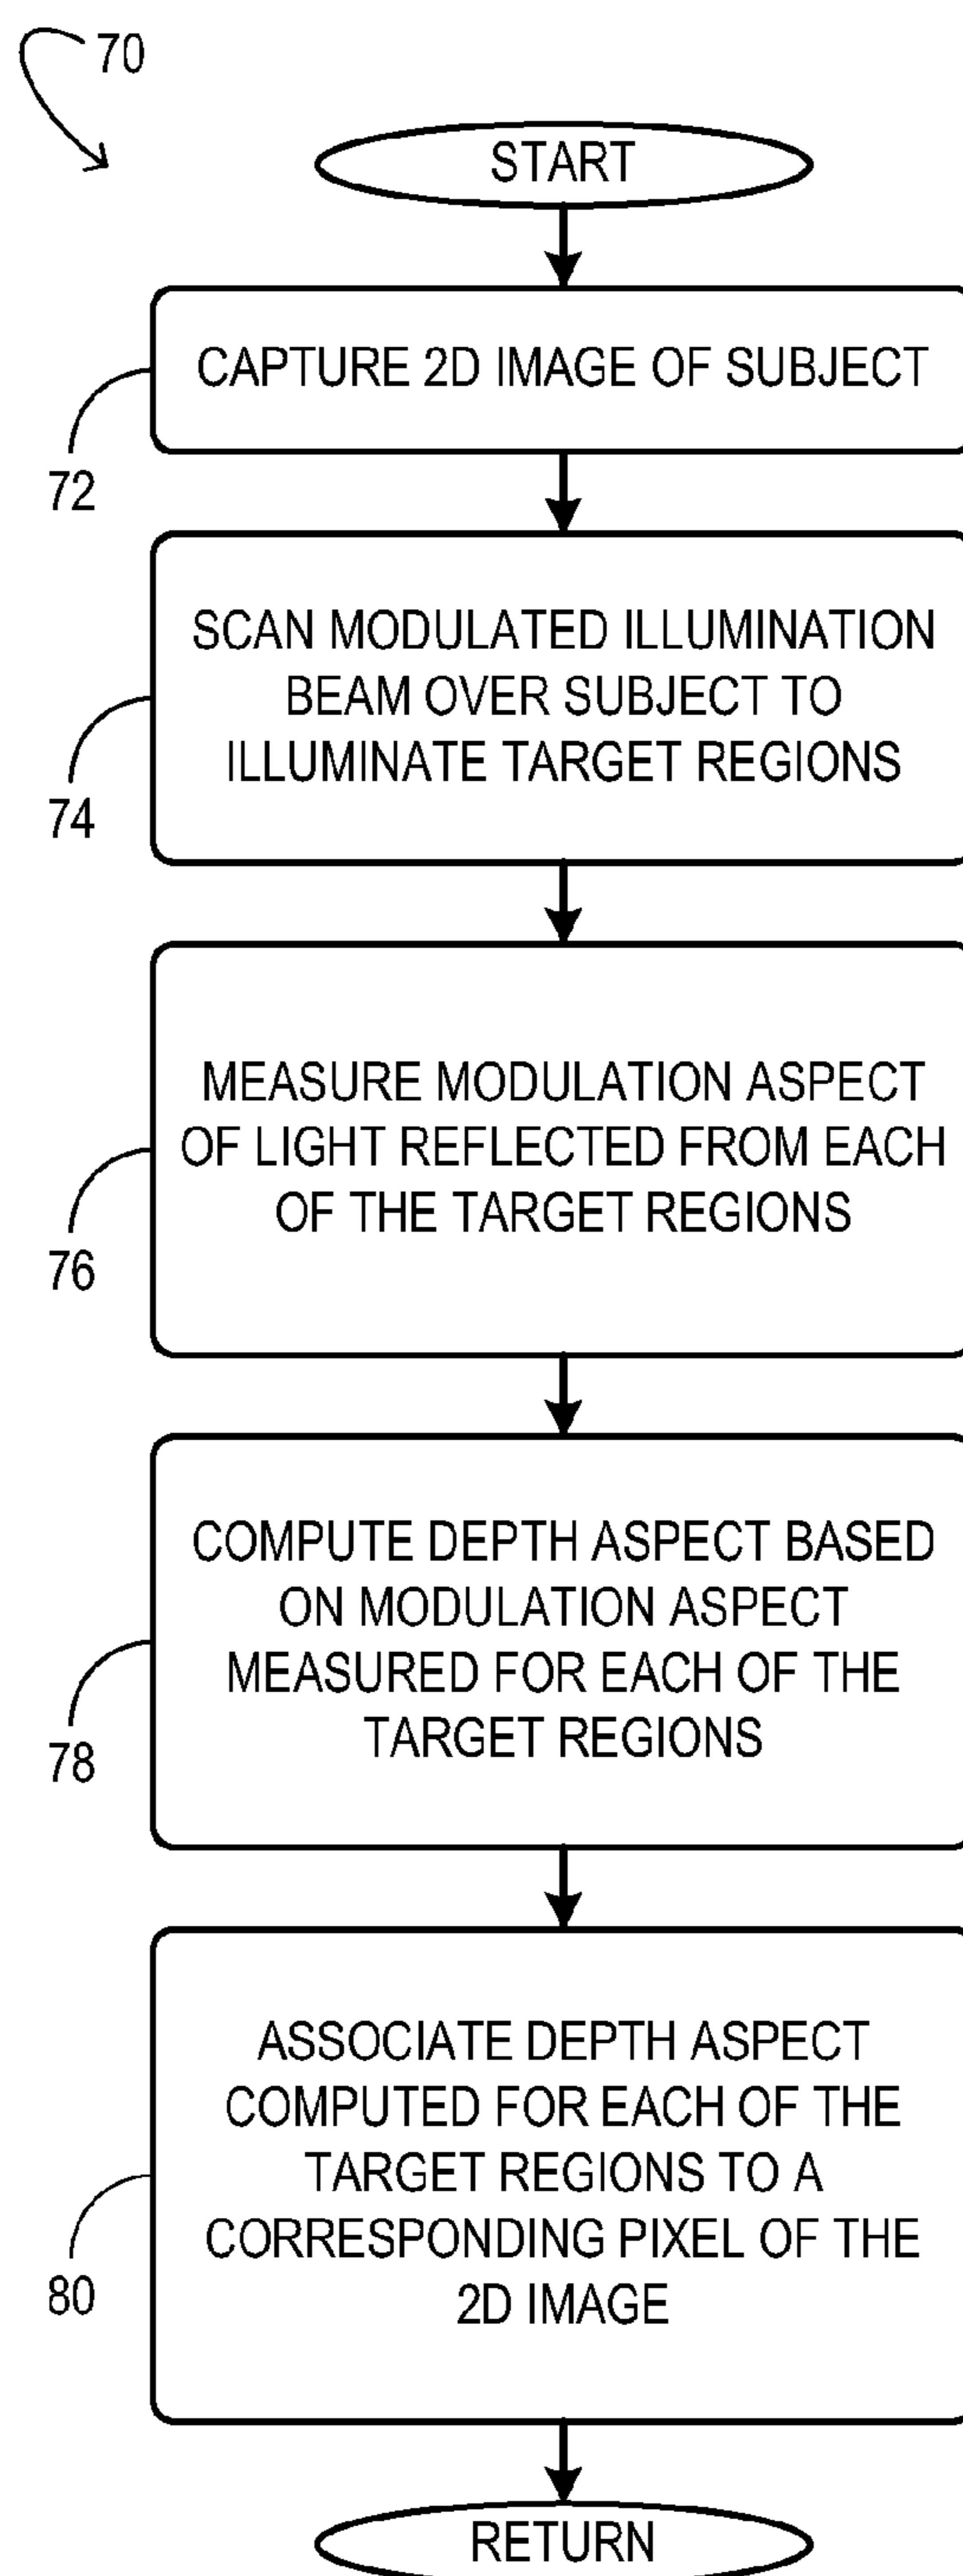 70
START
CAPTURE 2D IMAGE OF SUBJECT
72
SCAN MODULATED ILLUMINATION
BEAM OVER SUBJECT TO
ILLUMINATE TARGET REGIONS
74
MEASURE MODULATION ASPECT
OF LIGHT REFLECTED FROM EACH
OF THE TARGET REGIONS
76
COMPUTE DEPTH ASPECT BASED
ON MODULATION ASPECT
MEASURED FOR EACH OF THE
TARGET REGIONS
78
ASSOCIATE DEPTH ASPECT
COMPUTED FOR EACH OF THE
TARGET REGIONS TO A
CORRESPONDING PIXEL OF THE
2D IMAGE
80
RETURN